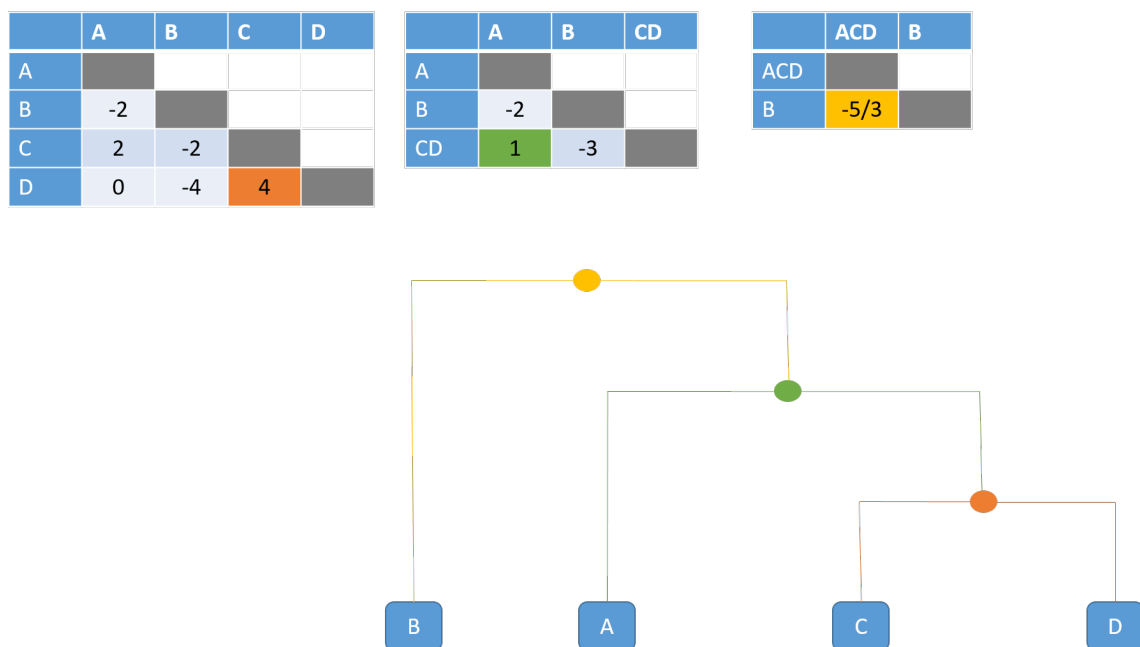 A B C D
A
B -2
C 2 -2
D 0 -4 4
A B CD
A
B -2
CD 1 -3
ACD B
ACD
B -5/3
B A C D